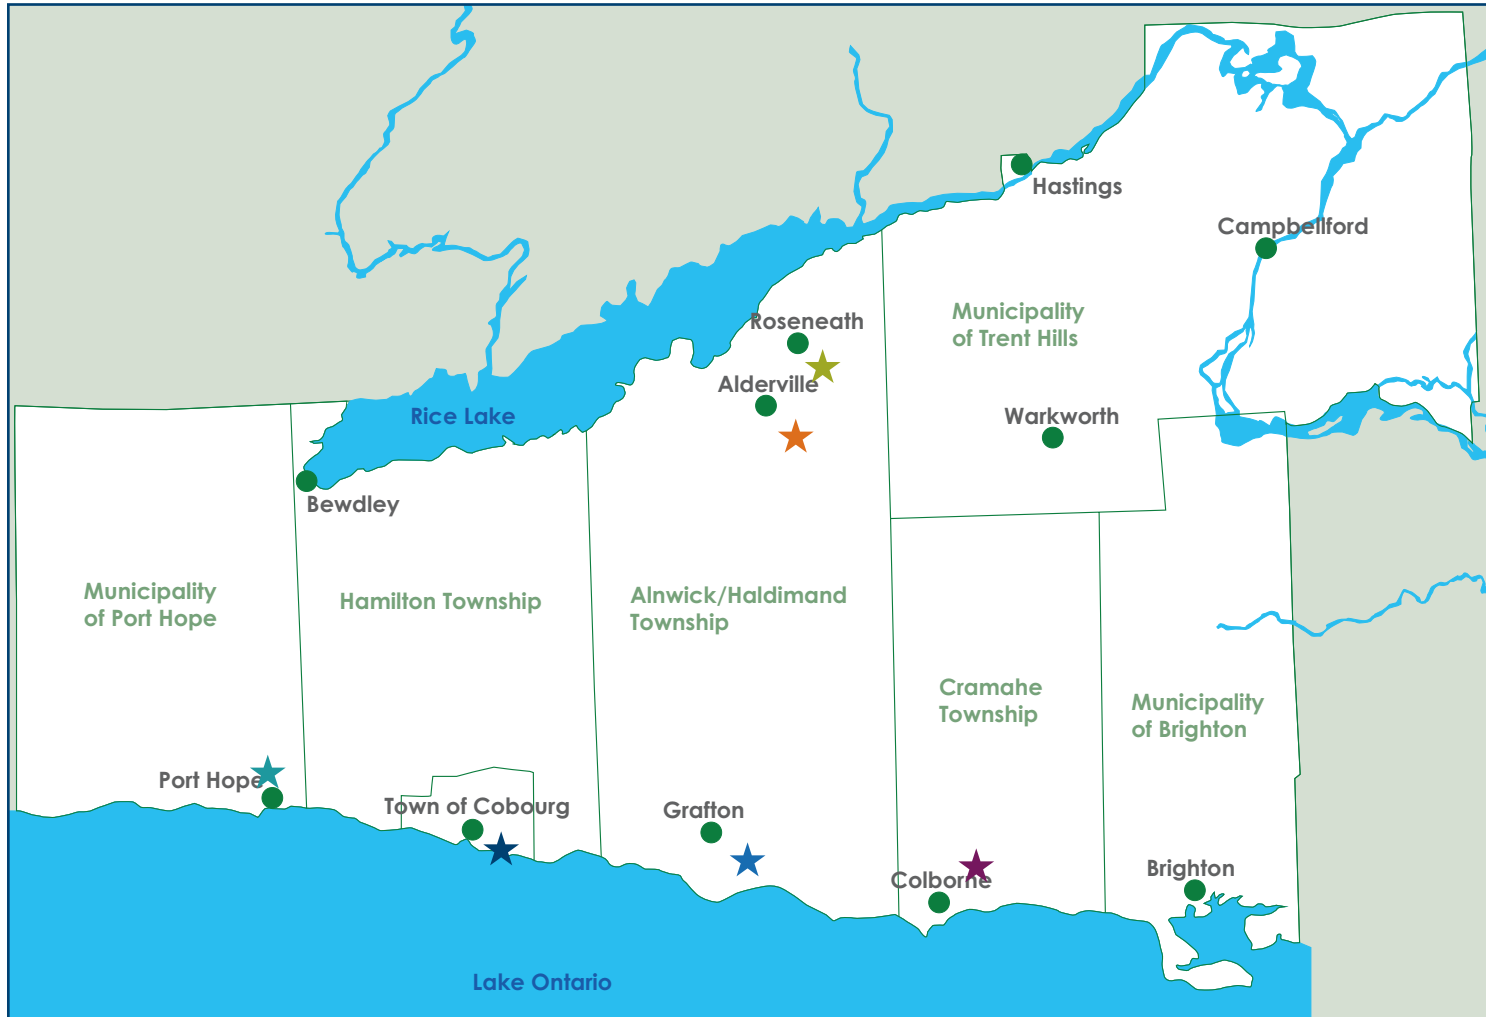 Hastings
Campbellford
Municipality
of Trent Hills
Roseneath
Alderville
Rice Lake
Warkworth
Bewdley
Municipality
of Port Hope
Hamilton Township
Alnwick/Haldimand
Township
Cramahe
Township
Municipality
of Brighton
Port Hope
Town of Cobourg
Grafton
Colborne
Brighton
Lake Ontario